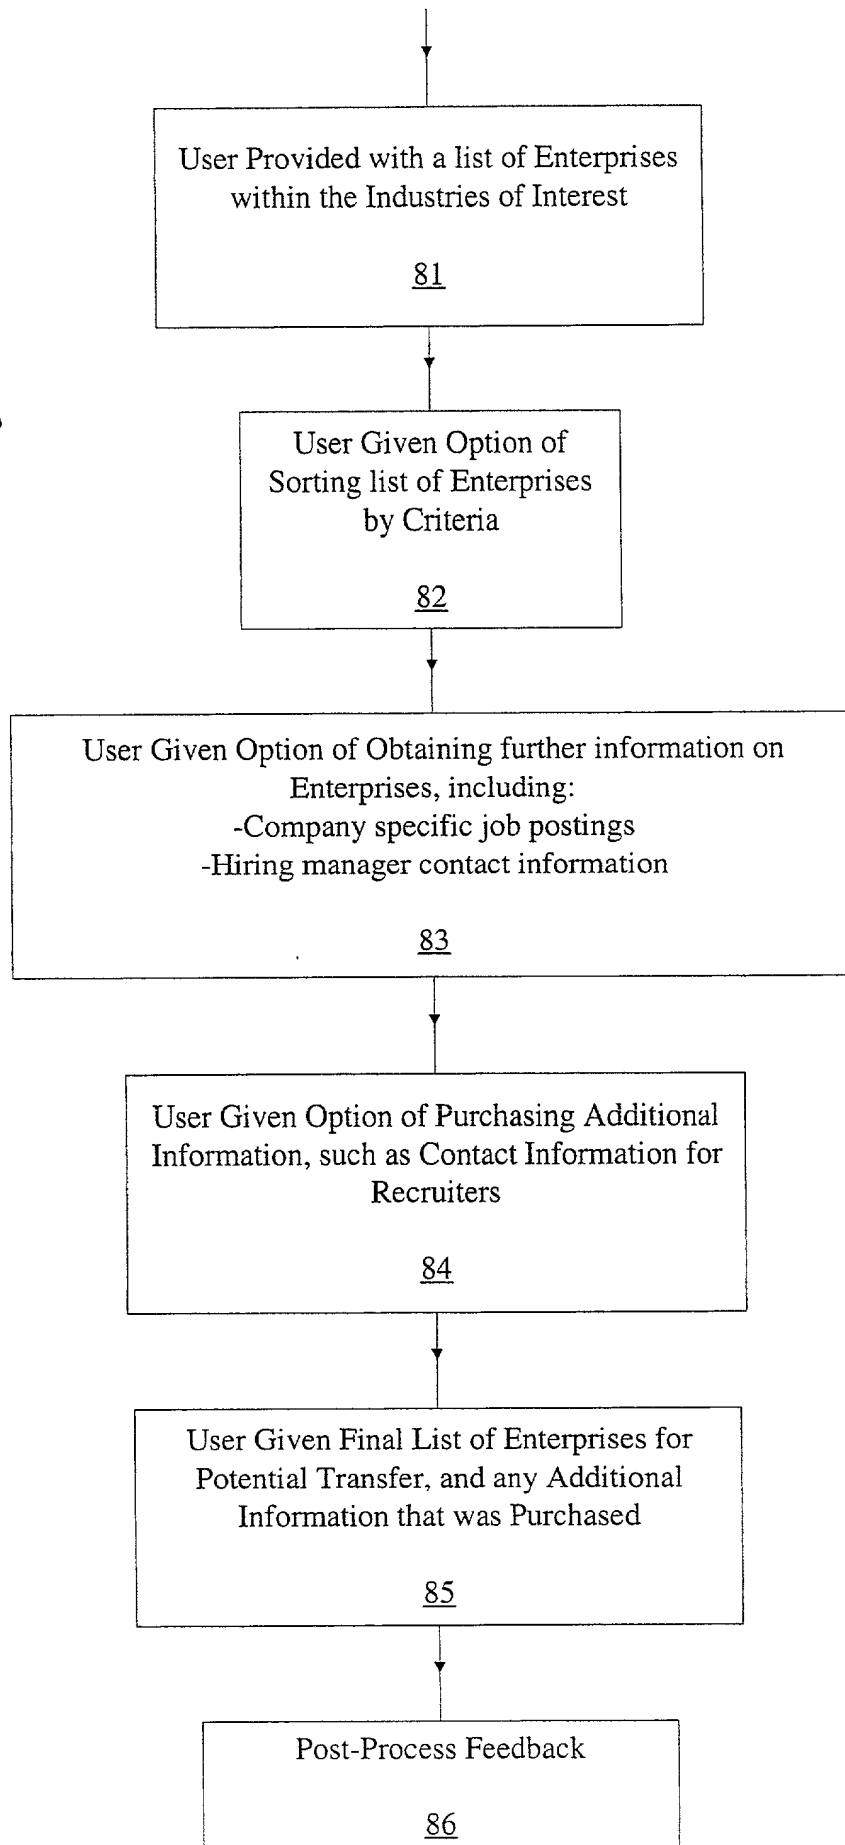 User Provided with a list of Enterprises
within the Industries of Interest
81
User Given Option of
Sorting list of Enterprises
by Criteria
82
User Given Option of Obtaining further information on
Enterprises, including:
-Company specific job postings
-Hiring manager contact information
83
User Given Option of Purchasing Additional
Information, such as Contact Information for
Recruiters
84
User Given Final List of Enterprises for
Potential Transfer, and any Additional
Information that was Purchased
85
Post-Process Feedback
86